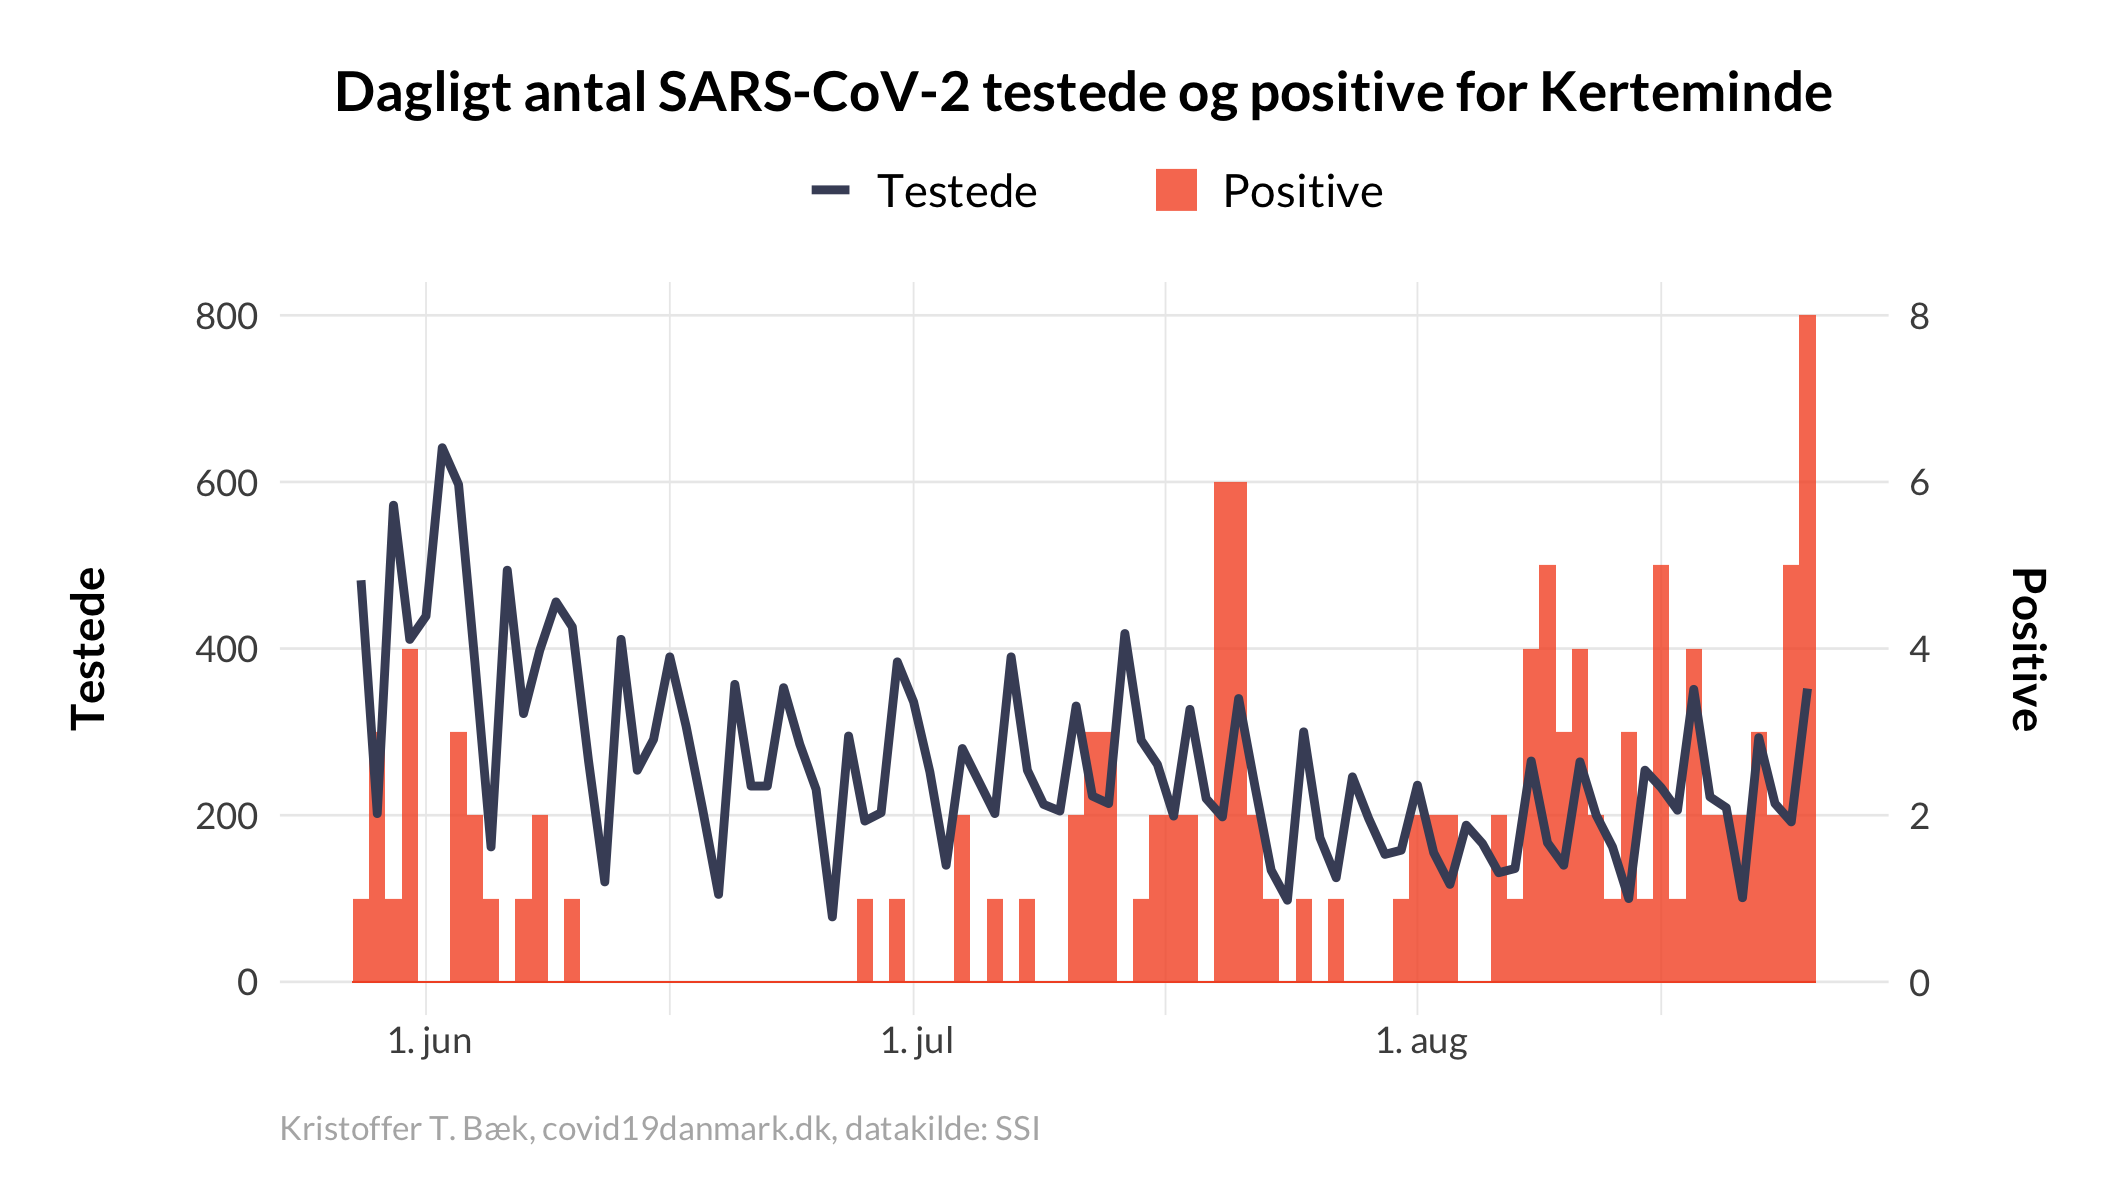 Dagligt antal SARS-CoV-2 testede og positive for Kerteminde
Testede
Positive
800
600
400
200
0
Testede
8
6
4
2
0
Positive
1. jun
1. jul
1. aug
Kristoffer T. Bæk, covid19danmark.dk, datakilde: SSI